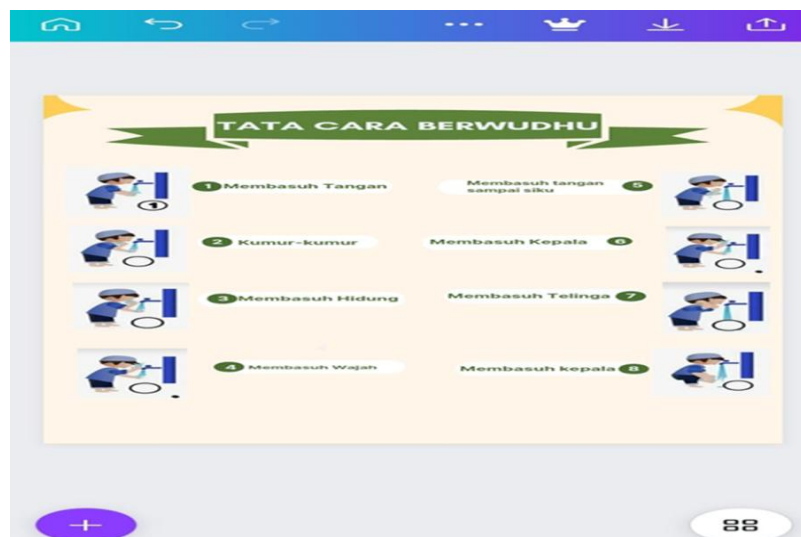 TATA CARA BERWUDHU
1 Membasuh Tangan
1
2 Kumur-kumur
3 Membasuh Hidung
4 Membasuh Wajah
Membasuh tangan
sampai siku 5
Membasuh Kepala 6
Membasuh Telinga 7
Membasuh kepala 8